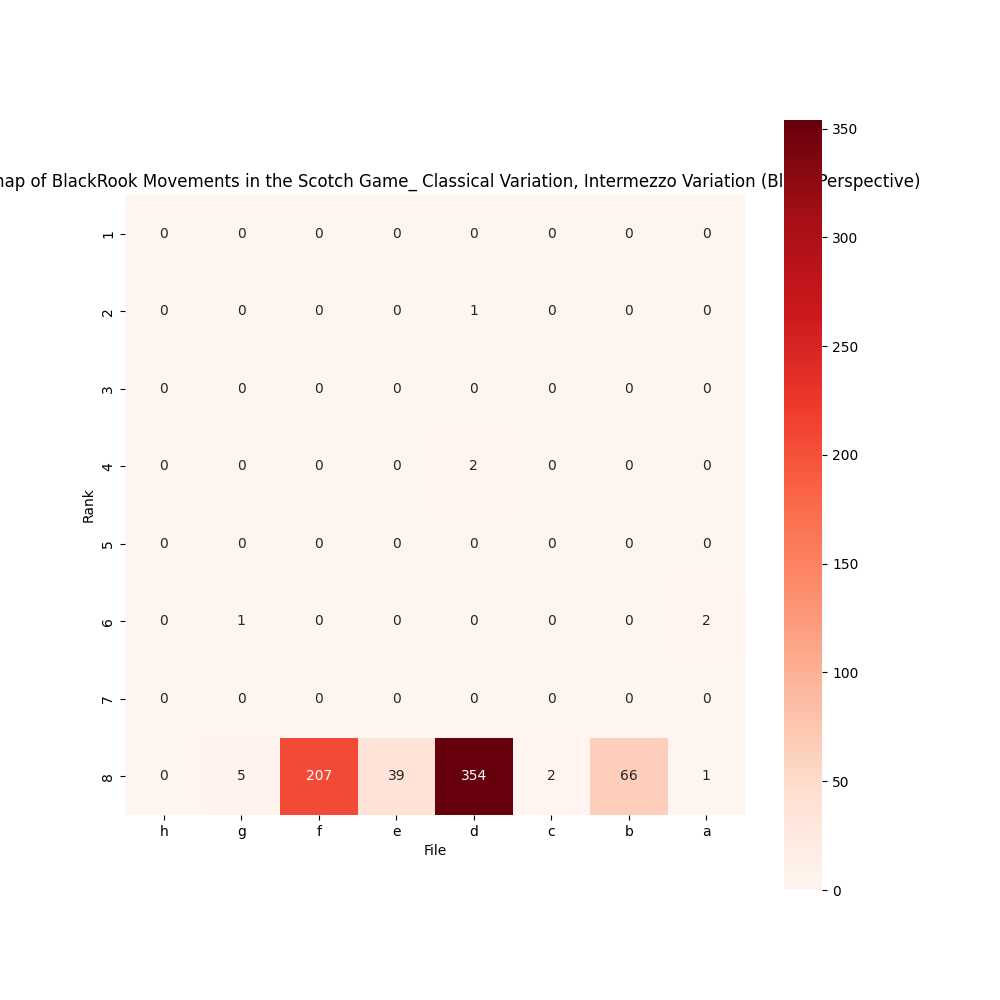 of BlackRook Movements in the Scotch Game_ Classical Variation, Intermezzo Variation (Perspective)
350
300
250
200
150
100
50
0
Rank
1 0 0 0 0 0 0 0 0
2 0 0 0 0 1 0 0 0
3 0 0 0 0 0 0 0 0
4 0 0 0 0 2 0 0 0
5 0 0 0 0 0 0 0 0
6 0 1 0 0 0 0 0 2
7 0 0 0 0 0 0 0 0
8 0 5 207 39 354 2 66 1
h g f e d c b a
File